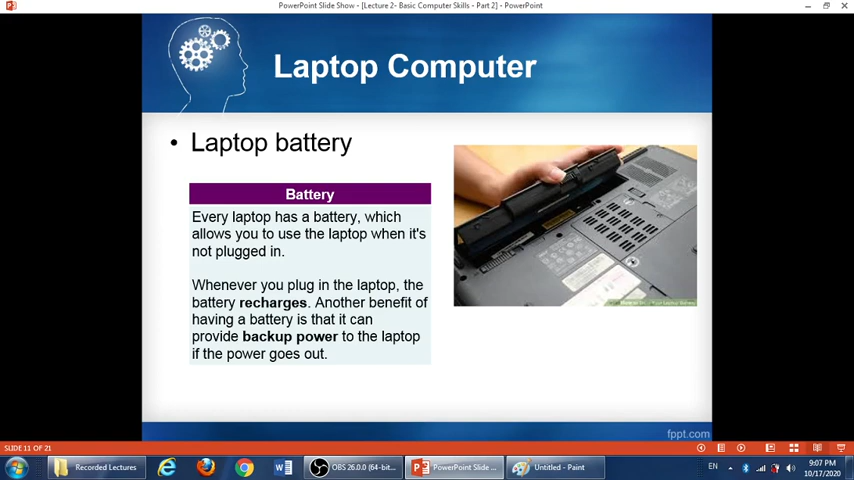 PowerPoint Slide Show - [Lecture 2- Basic Computer Skills - Part 2] - PowerPoint
Laptop Computer
• Laptop battery
Battery
Every laptop has a battery, which
allows you to use the laptop when it's
not plugged in.
Whenever you plug in the laptop, the
battery recharges. Another benefit of
having a battery is that it can
provide backup power to the laptop
if the power goes out.
fppt.com
SLIDE 11 OF 21
Recorded Lectures
OBS 26.0.0 (64-bit...
PowerPoint Slide ...
Untitled - Paint
EN
9:07 PM
10/17/2020